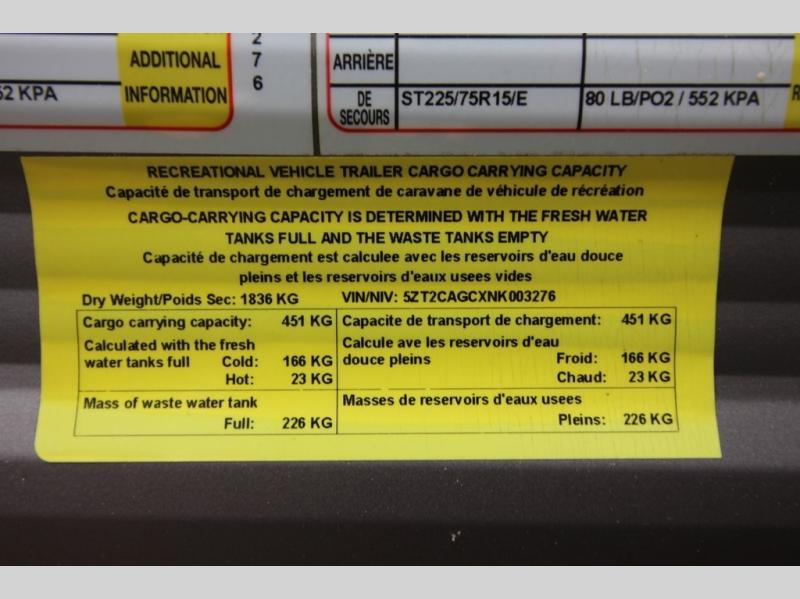 2
ADDITIONAL 7
52 KPA INFORMATION 6
ARRIÈRE
DE SECOURS ST225/75R15/E 80 LB/PO2 / 552 KPA
RECREATIONAL VEHICLE TRAILER CARGO CARRYING CAPACITY
Capacité de transport de chargement de caravane de véhicule de récréation
CARGO-CARRYING CAPACITY IS DETERMINED WITH THE FRESH WATER
TANKS FULL AND THE WASTE TANKS EMPTY
Capacité de chargement est calculee avec les reservoirs d'eau douce
pleins et les reservoirs d'eaux usees vides
Dry Weight/Poids Sec: 1836 KG VIN/NIV: 5ZT2CAGCXNK003276
Cargo carrying capacity: 451 KG Capacite de transport de chargement: 451 KG
Calculated with the fresh Calcule ave les reservoirs d'eau
water tanks full Cold: 166 KG douce pleins Froid: 166 KG
Hot: 23 KG Chaud: 23 KG
Mass of waste water tank Masses de reservoirs d'eaux usees
Full: 226 KG Pleins: 226 KG